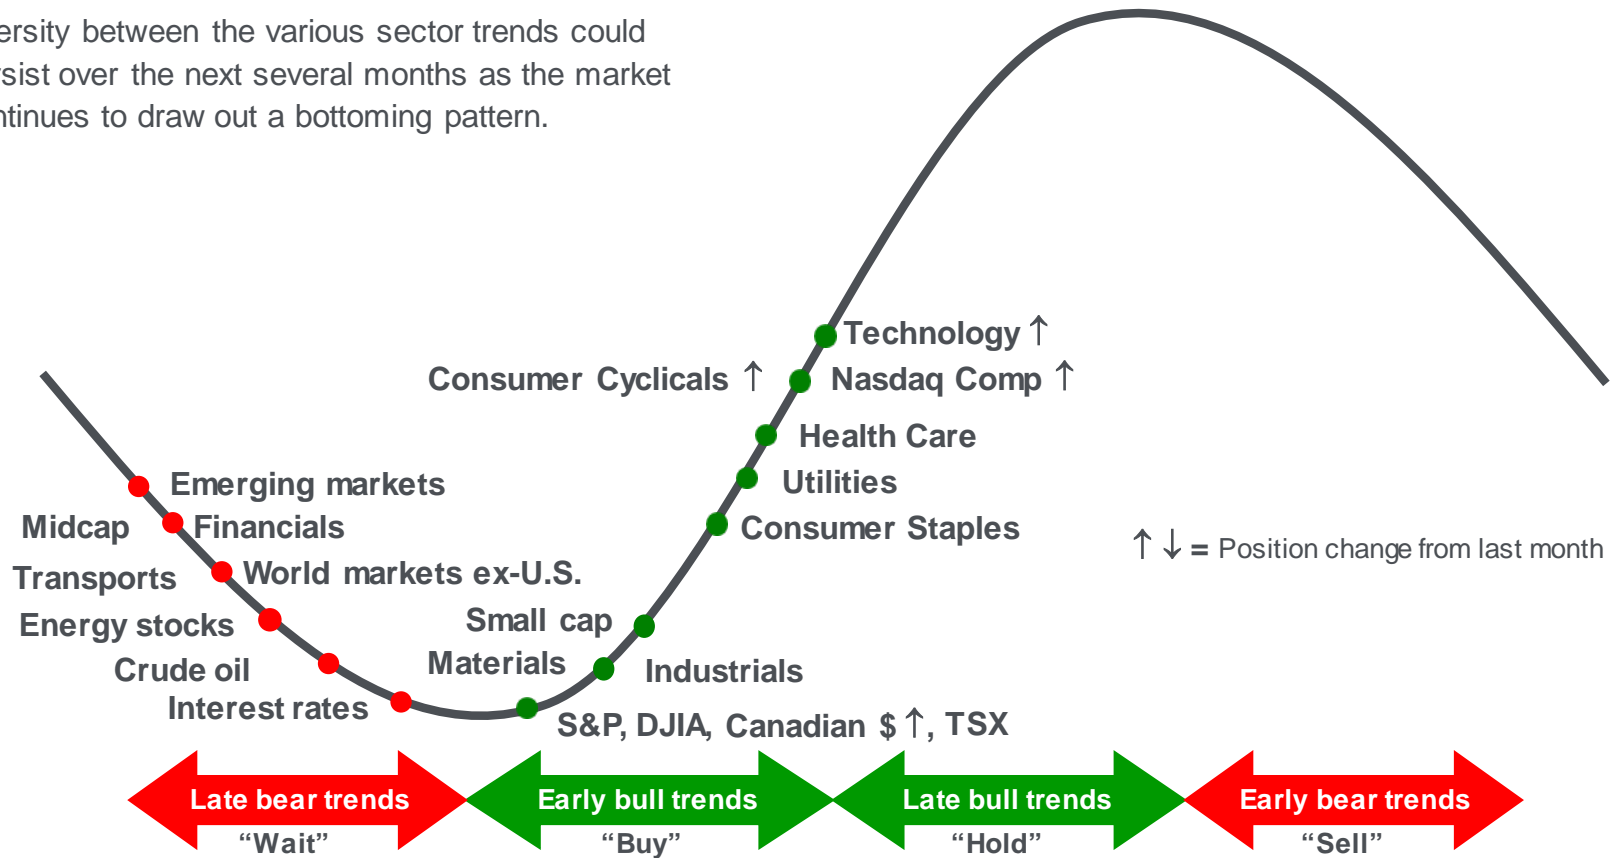 ersity between the various sector trends could
rsist over the next several months as the market
ntinues to draw out a bottoming pattern.
Technology ↑
Consumer Cyclicals ↑
Nasdaq Comp ↑
Health Care
Emerging markets
Utilities
Midcap
Financials
Consumer Staples
↑ ↓ = Position change from last month
Transports
World markets ex-U.S.
Energy stocks
Small cap
Crude oil
Materials
Industrials
Interest rates
S&P, DJIA, Canadian $ ↑, TSX
Late bear trends
Early bull trends
Late bull trends
Early bear trends
“Wait”
“Buy”
“Hold”
“Sell”